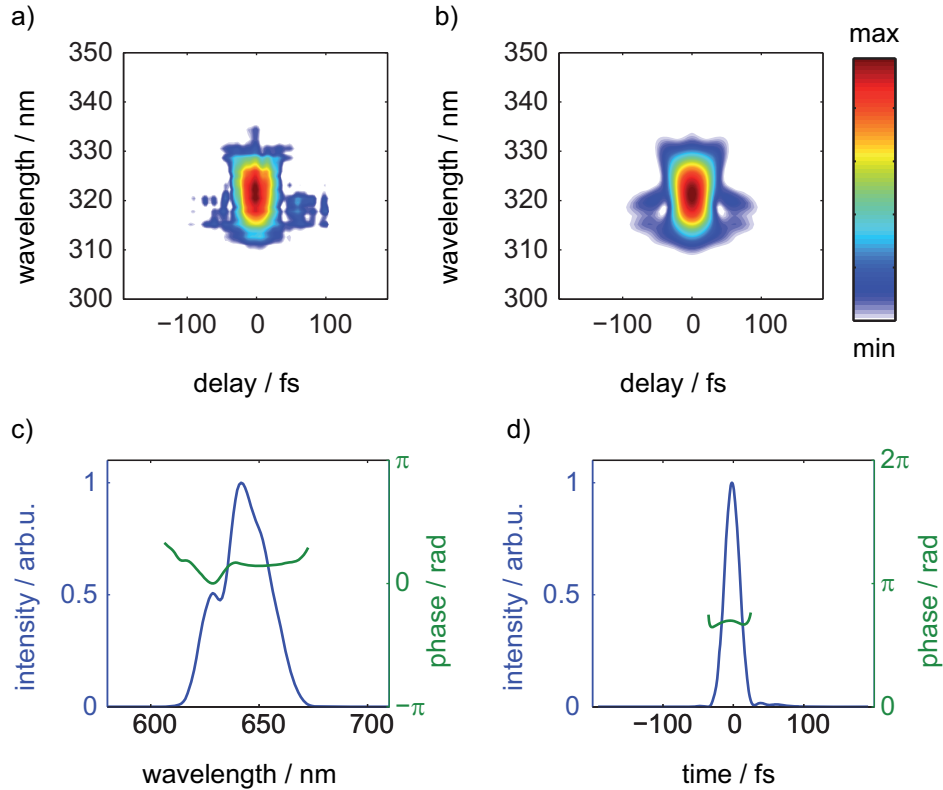 a)
wavelength / nm
350
340
330
320
310
300
−100 0 100
delay / fs
b)
wavelength / nm
350
340
330
320
310
300
−100 0 100
delay / fs
max
min
c)
intensity / arb.u.
1
0.5
0
600 650 700
wavelength / nm
π
0
−π
phase / rad
d)
intensity / arb.u.
1
0.5
0
−100 0 100
time / fs
2π
π
0
phase / rad